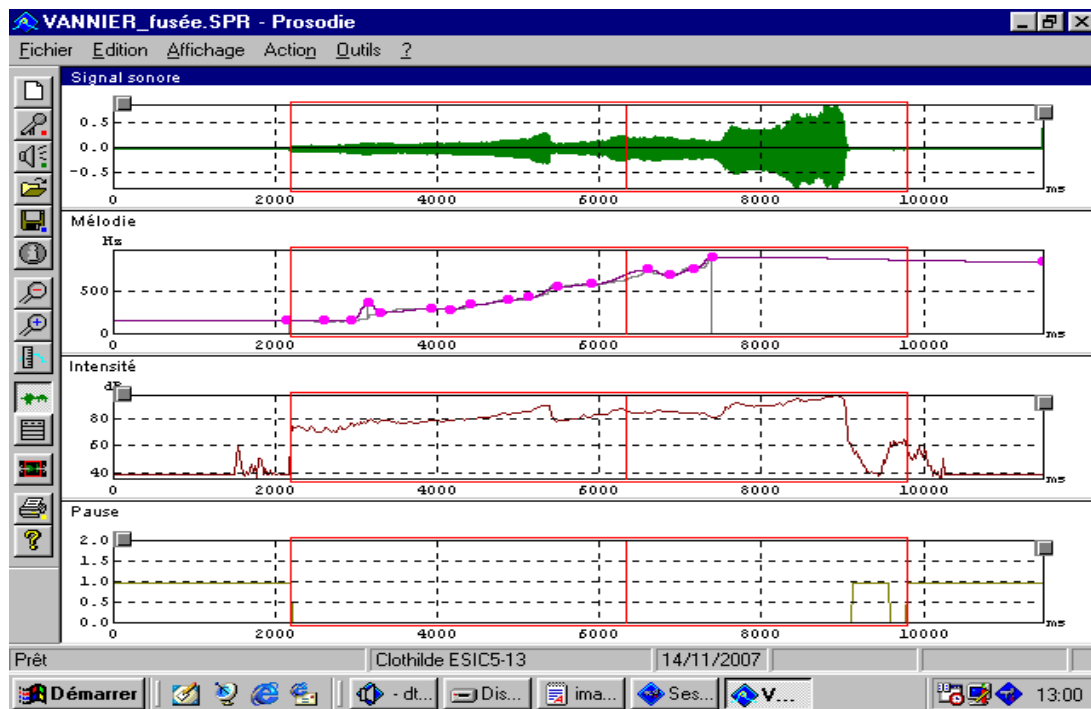 VANNIER_fusée.SPR - Prosodie
Fichier Edition Affichage Action Outils ?
Signal sonore
0.5
0.0
-0.5
0 2000 4000 6000 8000 10000 ms
Mélodie
Hz
500
0
0 2000 4000 6000 8000 10000 ms
Intensité
dB
80
60
40
0 2000 4000 6000 8000 10000 ms
Pause
2.0
1.5
1.0
0.5
0.0
0 2000 4000 6000 8000 10000 ms
Prêt Clothilde ESIC5-13 14/11/2007
Démarrer - dt... Dis... ima... Ses... V... 13:00